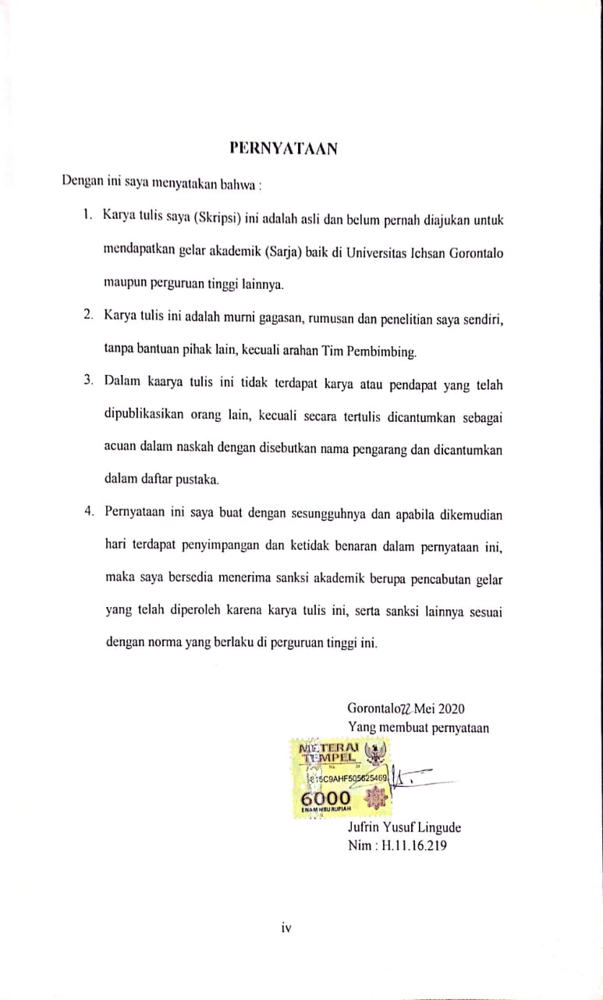 PERNYATAAN
Dengan ini saya menyatakan bahwa :
1. Karya tulis saya (Skripsi) ini adalah asli dan belum pernah diajukan untuk
mendapatkan gelar akademik (Sarja) baik di Universitas Ichsan Gorontalo
maupun perguruan tinggi lainnya.
2. Karya tulis ini adalah murni gagasan, rumusan dan penelitian saya sendiri,
tanpa bantuan pihak lain, kecuali arahan Tim Pembimbing.
3. Dalam kaarya tulis ini tidak terdapat karya atau pendapat yang telah
dipublikasikan orang lain, kecuali secara tertulis dicantumkan sebagai
acuan dalam naskah dengan disebutkan nama pengarang dan dicantumkan
dalam daftar pustaka.
4. Pernyataan ini saya buat dengan sesungguhnya dan apabila dikemudian
hari terdapat penyimpangan dan ketidak benaran dalam pernyataan ini,
maka saya bersedia menerima sanksi akademik berupa pencabutan gelar
yang telah diperoleh karena karya tulis ini, serta sanksi lainnya sesuai
dengan norma yang berlaku di perguruan tinggi ini.
Gorontalo 22 Mei 2020
Yang membuat pernyataan
METERAI
TEMPEL
6000
ENAM RIBU RUPIAH
Jufrin Yusuf Lingude
Nim : H.11.16.219
iv